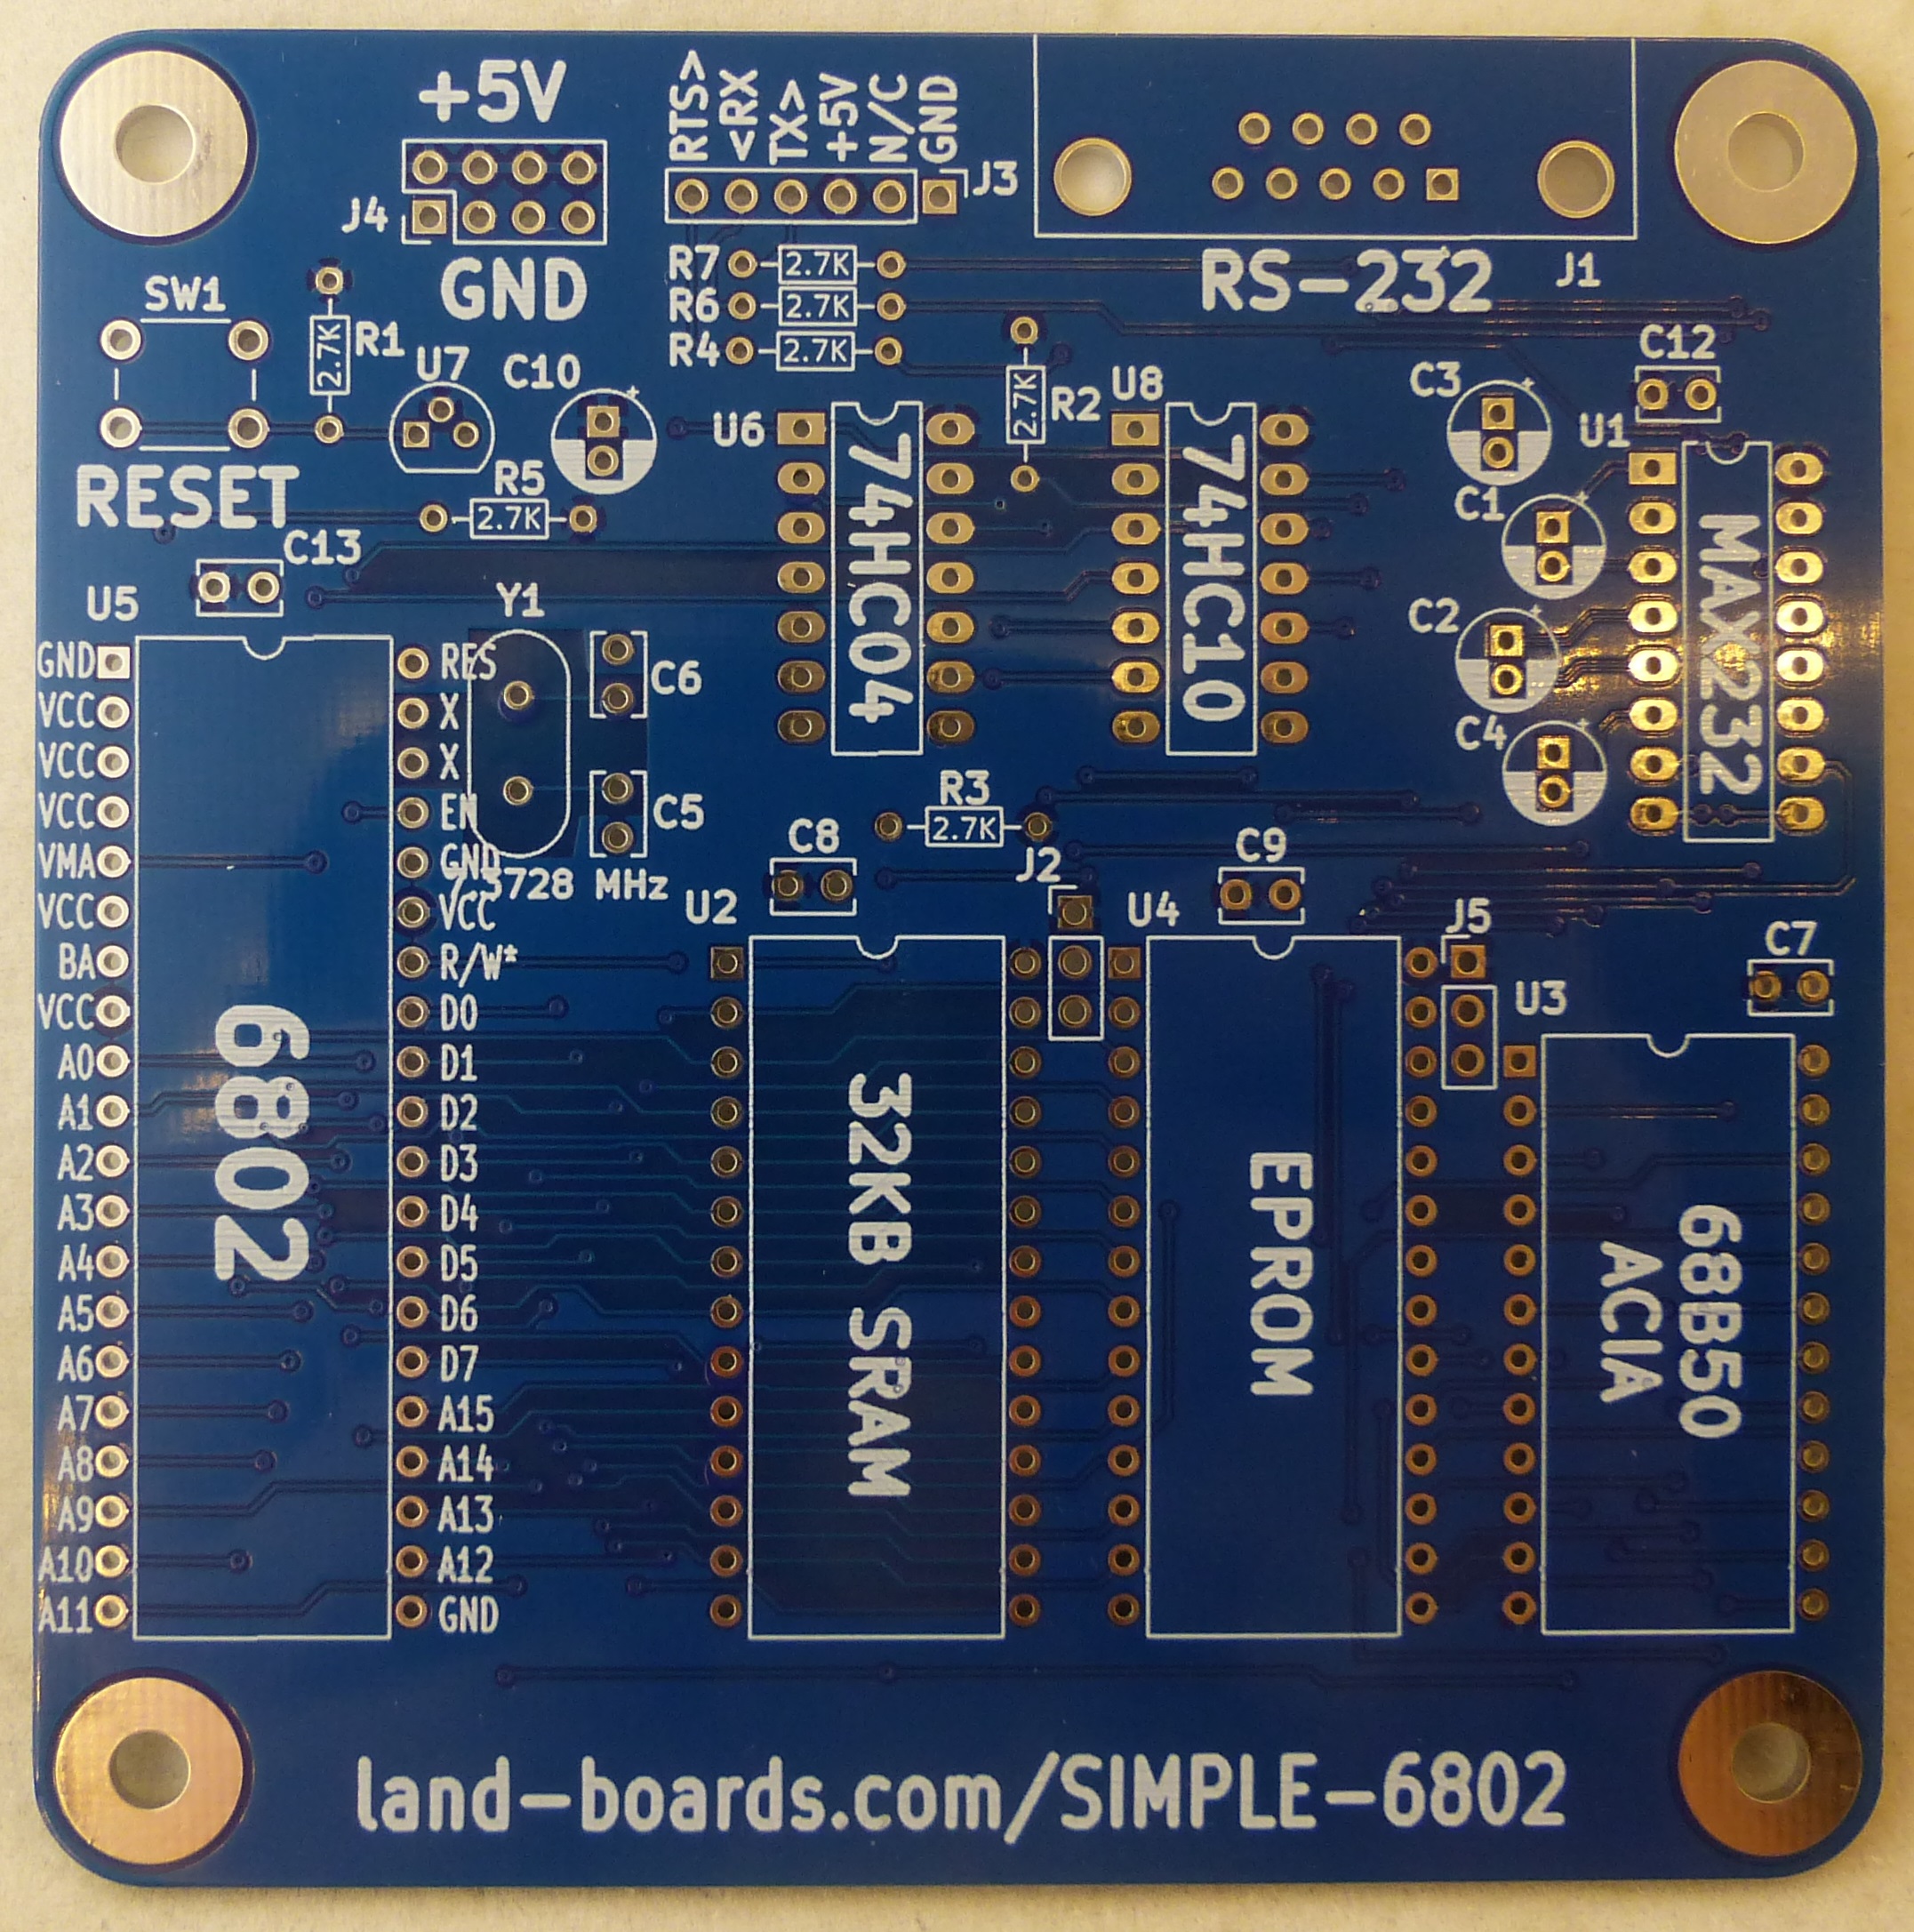 +5V
RTS>
<RX
TX>
+5V
N/C
GND
J3
J4
GND
R7 2.7K
R6 2.7K
R4 2.7K
RS-232
J1
SW1
2.7K R1
U7
C10
RESET
R5
2.7K
C13
U6
74HC04
2.7K R2
U8
74HC10
C3
C12
U1
C1
MAX232
C2
C4
U5
Y1
C6
C5
MHz
GND
VCC
VCC
VCC
VMA
VCC
BA
VCC
A0
A1
A2
A3
A4
A5
A6
A7
A8
A9
A10
A11
6802
RES
X
X
EN
GND
VCC
R/W*
D0
D1
D2
D3
D4
D5
D6
D7
A15
A14
A13
A12
GND
R3
2.7K
C8
J2
U2
32KB SRAM
C9
U4
EPROM
J5
C7
U3
68B50
ACIA
land-boards.com/SIMPLE-6802